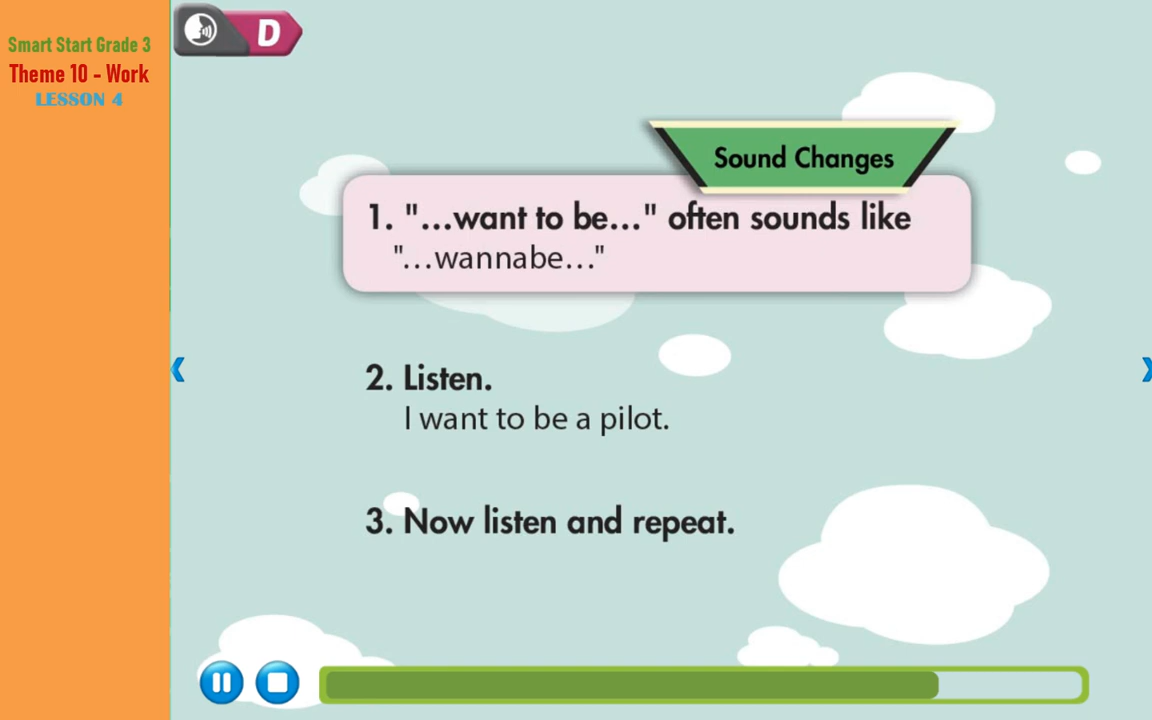 Smart Start Grade 3
Theme 10 - Work
LESSON 4
D
Sound Changes
1. "...want to be..." often sounds like
"...wannabe..."
2. Listen.
I want to be a pilot.
3. Now listen and repeat.